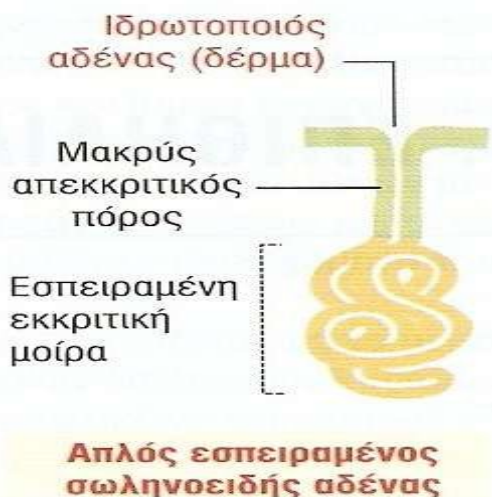 Ιδρωτοποιός
αδένας (δέρμα)
Μακρύς
απεκκριτικός
πόρος
Εσπειραμένη
εκκριτική
μοίρα
Απλός εσπειραμένος
σωληνοειδής αδένας